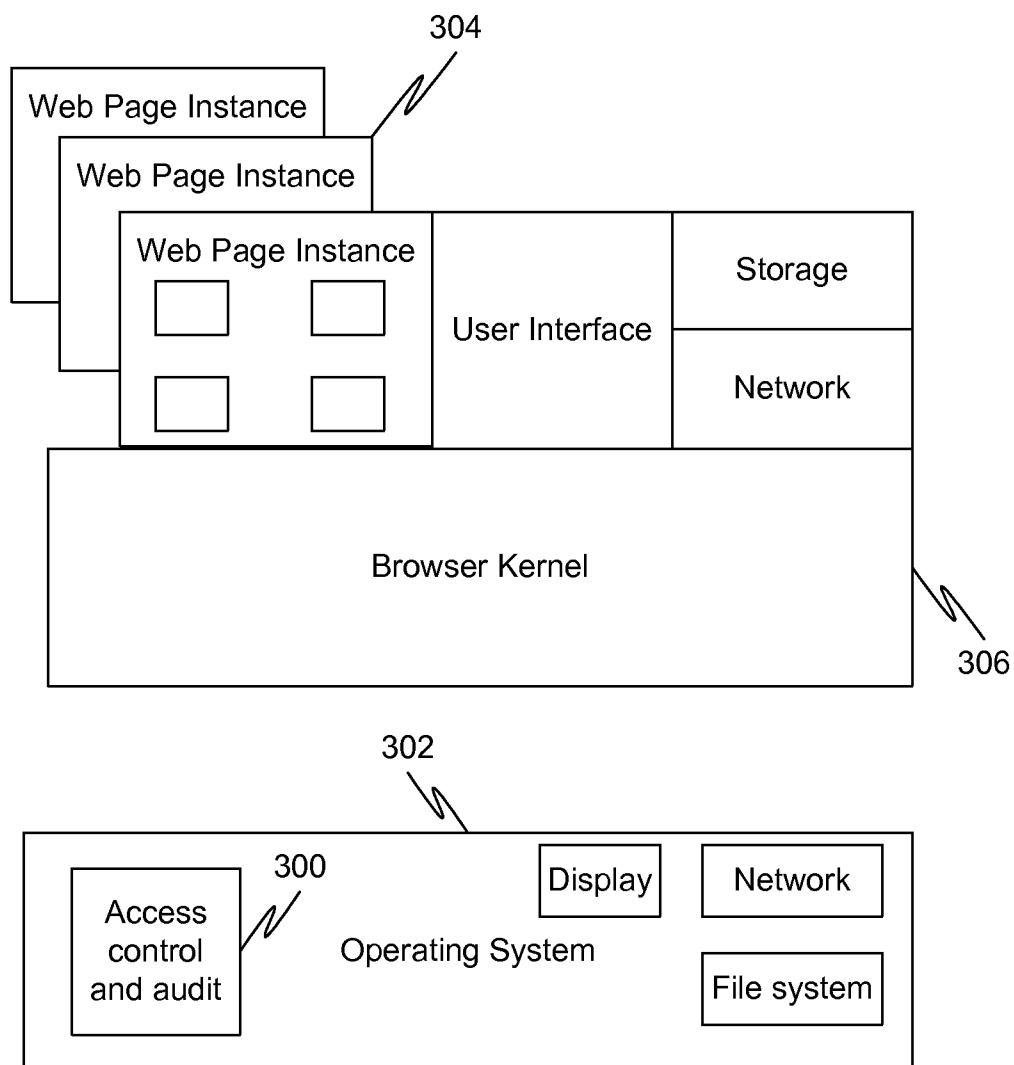 304
Web Page Instance
Web Page Instance
Web Page Instance
User Interface
Storage
Network
Browser Kernel
306
302
300
Access
control
and audit
Operating System
Display
Network
File system